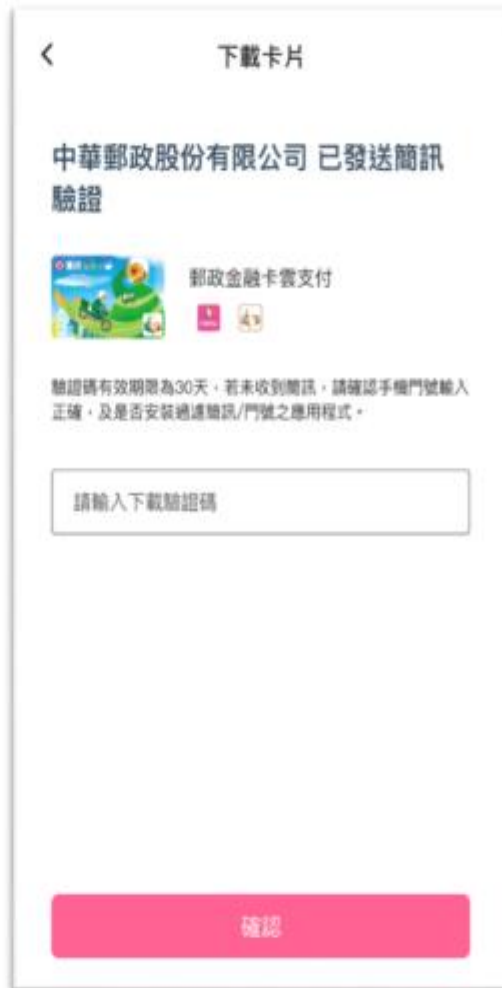 下載卡片
中華郵政股份有限公司 已發送簡訊
驗證
郵政金融卡雲支付
驗證碼有效期限為30天，若未收到簡訊，請確認手機門號輸入
正確，及是否安裝過濾簡訊/門號之應用程式。
請輸入下載驗證碼
確認